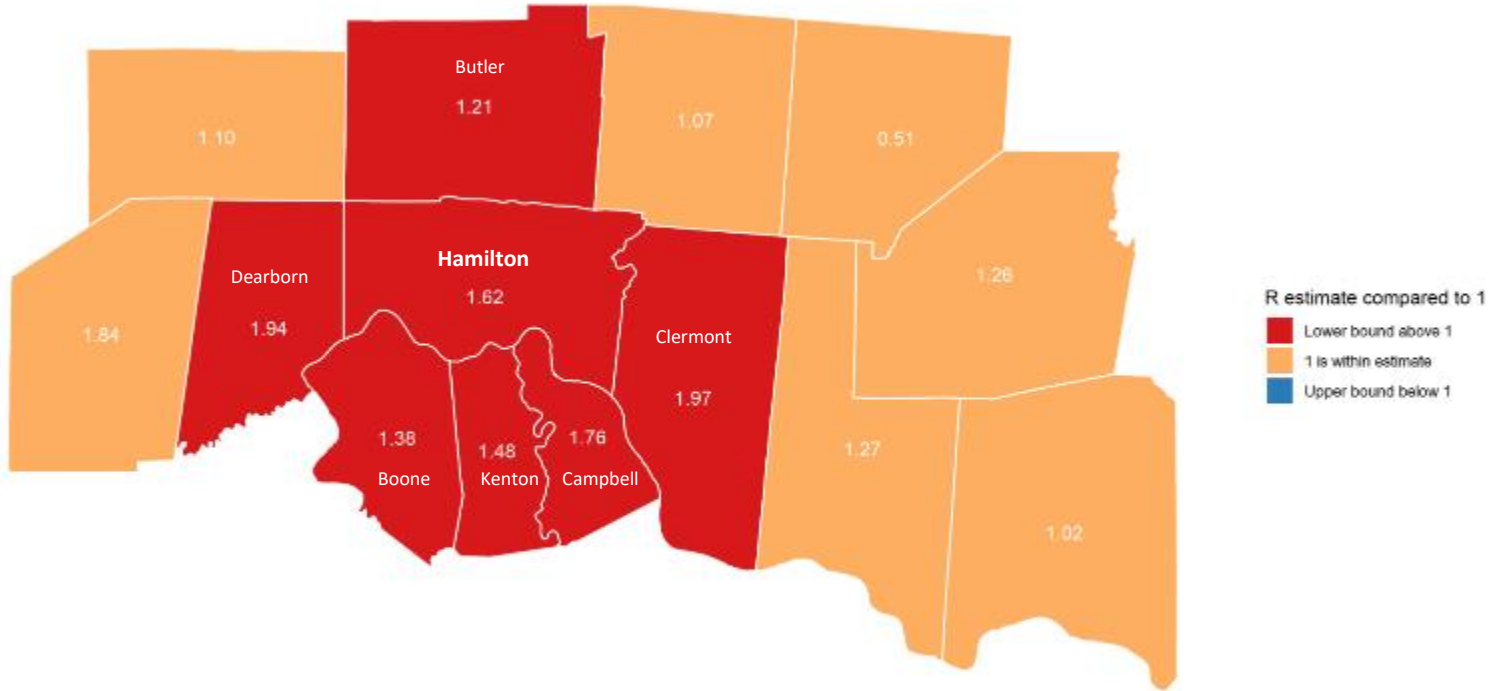 Butler
1.21
1.10
1.07
0.51
Hamilton
1.62
Dearborn
1.94
1.84
Clermont
1.97
1.26
1.38
Boone
1.48
Kenton
1.76
Campbell
1.27
1.02
R estimate compared to 1
Lower bound above 1
1 is within estimate
Upper bound below 1